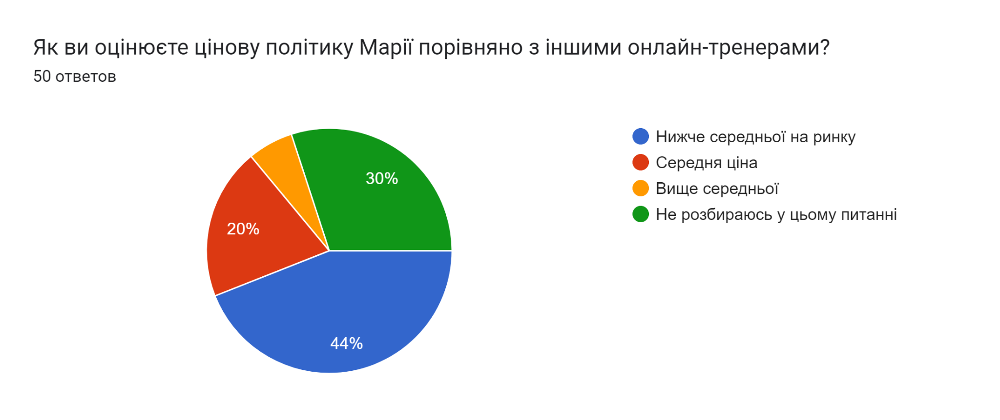 Як ви оцінюєте цінову політику Марії порівняно з іншими онлайн-тренерами?
50 ответов
30%
20%
44%
Нижче середньої на ринку
Середня ціна
Вище середньої
Не розбираюсь у цьому питанні